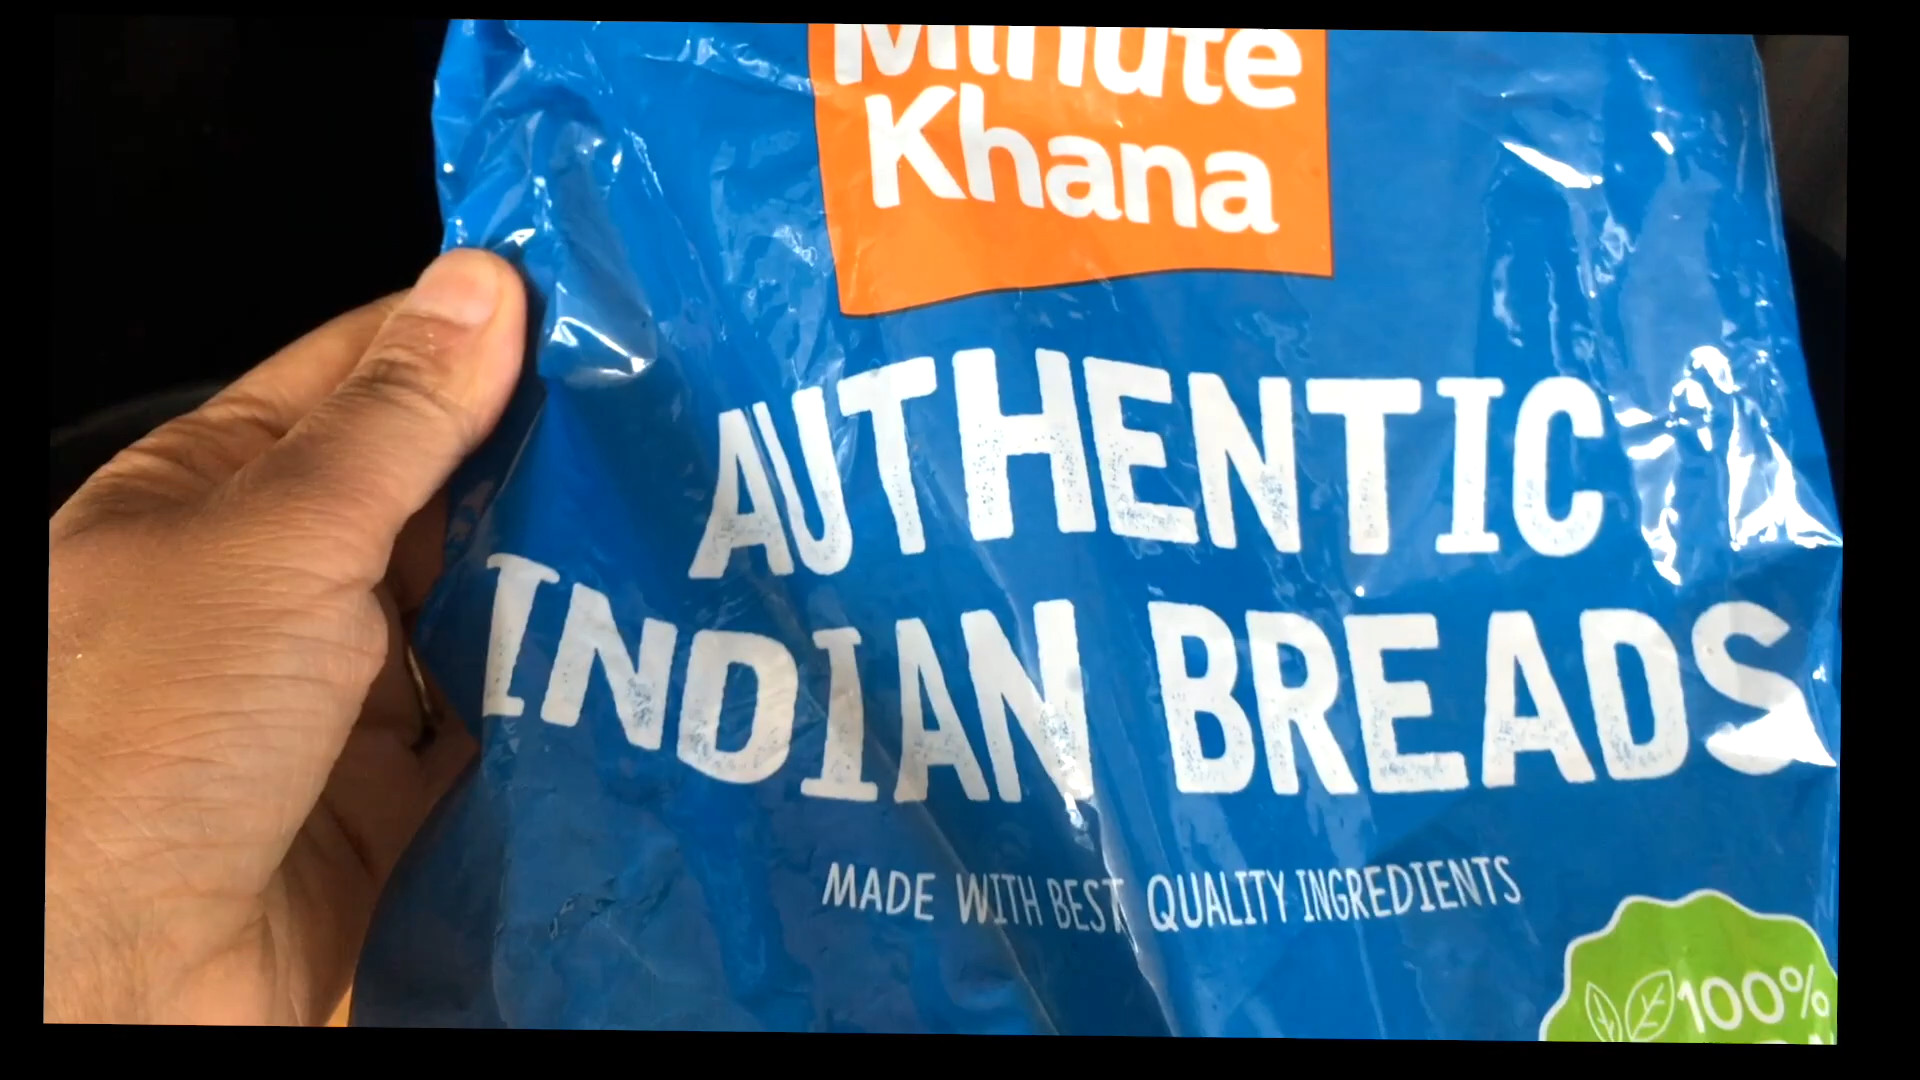 Minute
Khana
AUTHENTIC
INDIAN BREADS
MADE WITH BEST QUALITY INGREDIENTS
100%